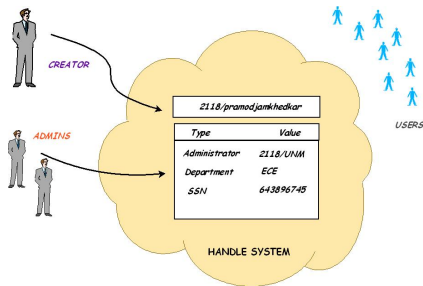 CREATOR
2118/pramodjamkhedkar
USERS
ADMINS
Type Value
Administrator 2118/UNM
Department ECE
SSN 643896745
HANDLE SYSTEM